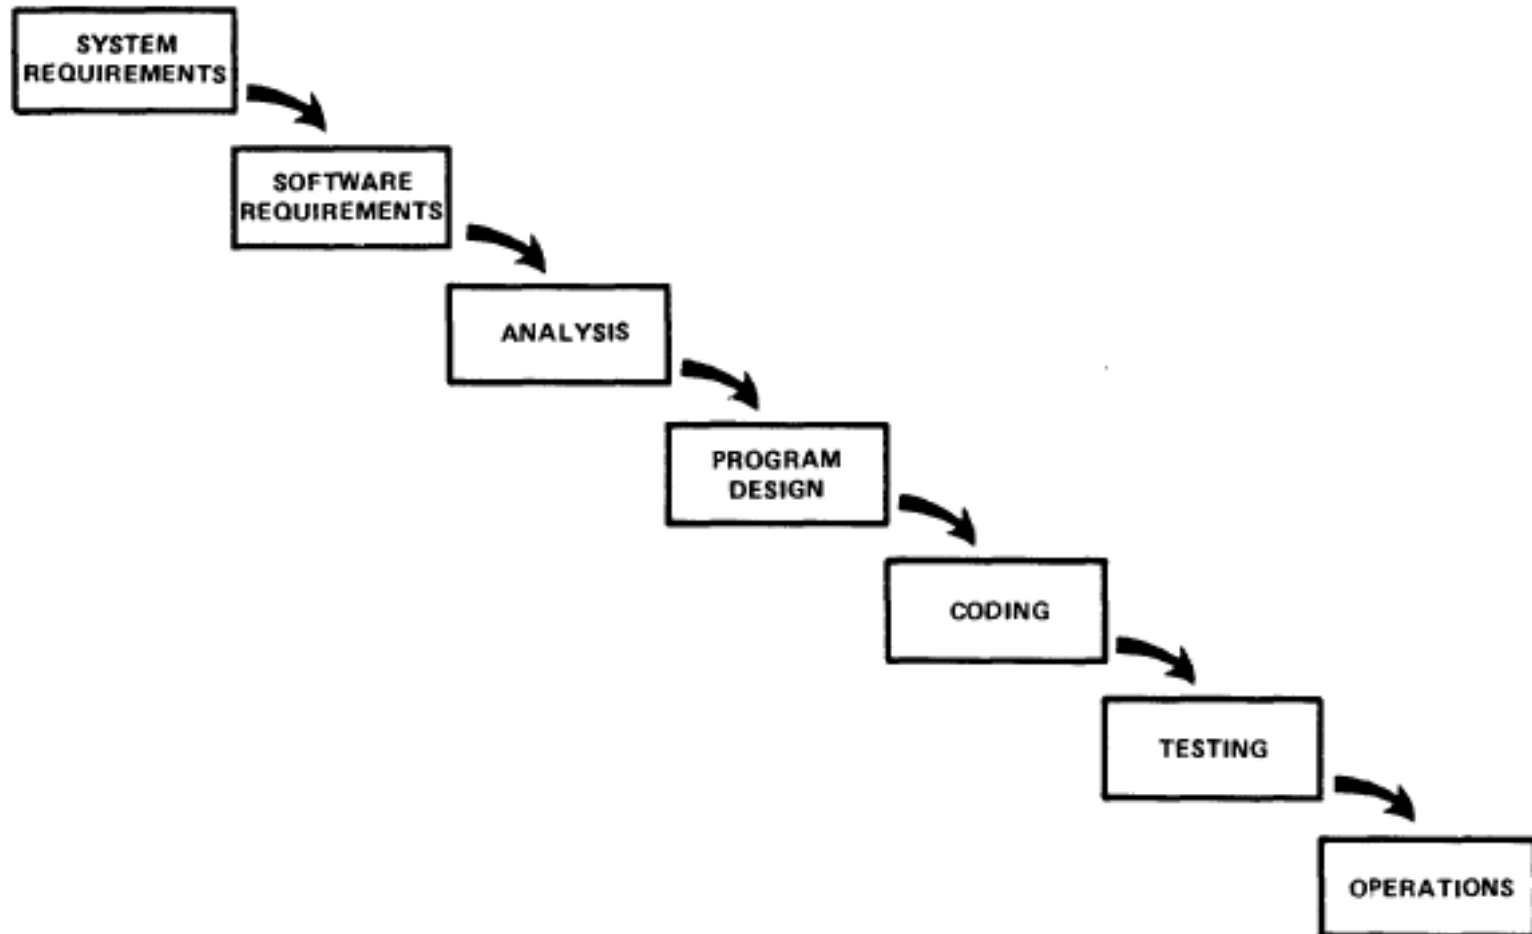 SYSTEM
REQUIREMENTS
SOFTWARE
REQUIREMENTS
ANALYSIS
PROGRAM
DESIGN
CODING
TESTING
OPERATIONS